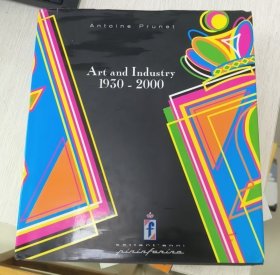 Antoine Prunet
Art and Industry
1930 - 2000
f
settant'anni
pininfarina